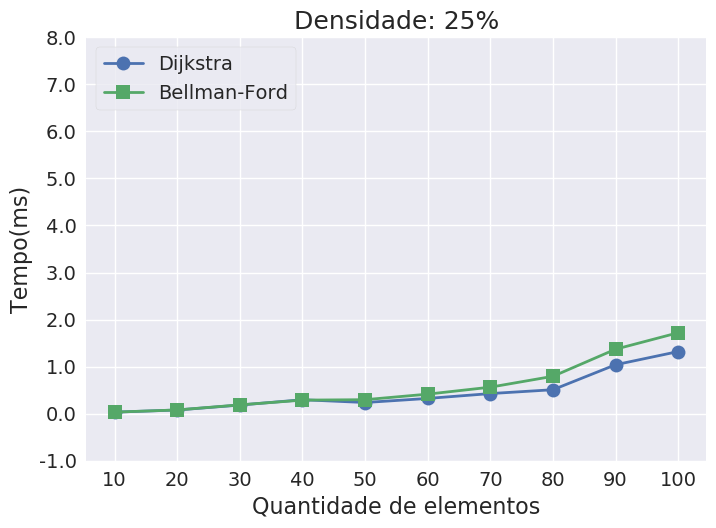 Densidade: 25%
Dijkstra
Bellman-Ford
8.0
7.0
6.0
5.0
4.0
3.0
2.0
1.0
0.0
-1.0
Tempo(ms)
10 20 30 40 50 60 70 80 90 100
Quantidade de elementos